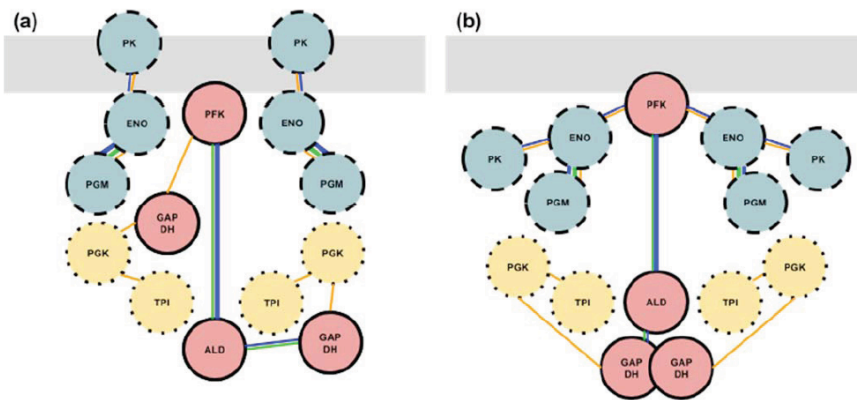 (a)
PK
PK
ENO
PFK
ENO
PGM
PGM
GAP
DH
PGK
PGK
TPI
TPI
ALD
GAP
DH
(b)
PFK
ENO
ENO
PK
PK
PGM
PGM
PGK
PGK
TPI
ALD
TPI
GAP
DH
GAP
DH